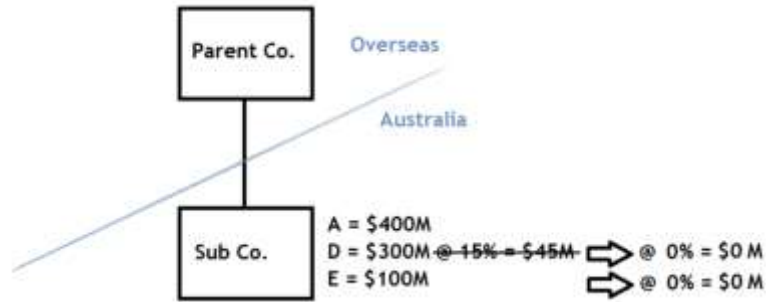 Parent Co.
Overseas
Australia
Sub Co.
A = $400M
D = $300M @ 15% = $45M @ 0% = $0 M
E = $100M @ 0% = $0 M